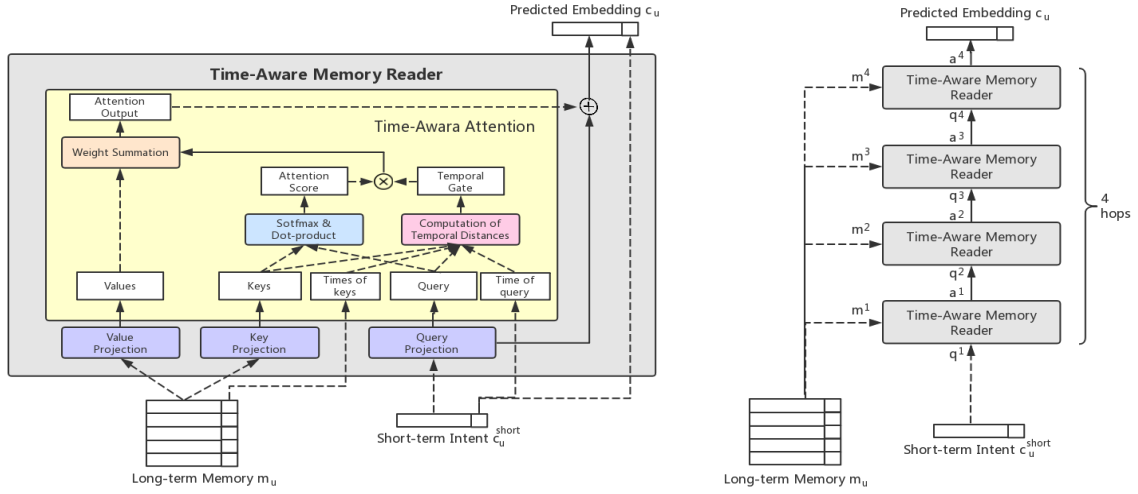 Predicted Embedding c u
Time-Aware Memory Reader
Time-Awara Attention
Attention
Output
Weight Summation
Attention
Score
Temporal
Gate
Sotfmax &
Dot-product
Computation of
Temporal Distances
Values
Keys
Times of
keys
Query
Time of
query
Value
Projection
Key
Projection
Query
Projection
Long-term Memory m u
Short-term Intent c u short
Predicted Embedding c u
a 4
m 4
Time-Aware Memory
Reader
q 4
a 3
m 3
Time-Aware Memory
Reader
q 3
a 2
m 2
Time-Aware Memory
Reader
q 2
a 1
m 1
Time-Aware Memory
Reader
q 1
4
hops
Long-term Memory m u
Short-term Intent c u short